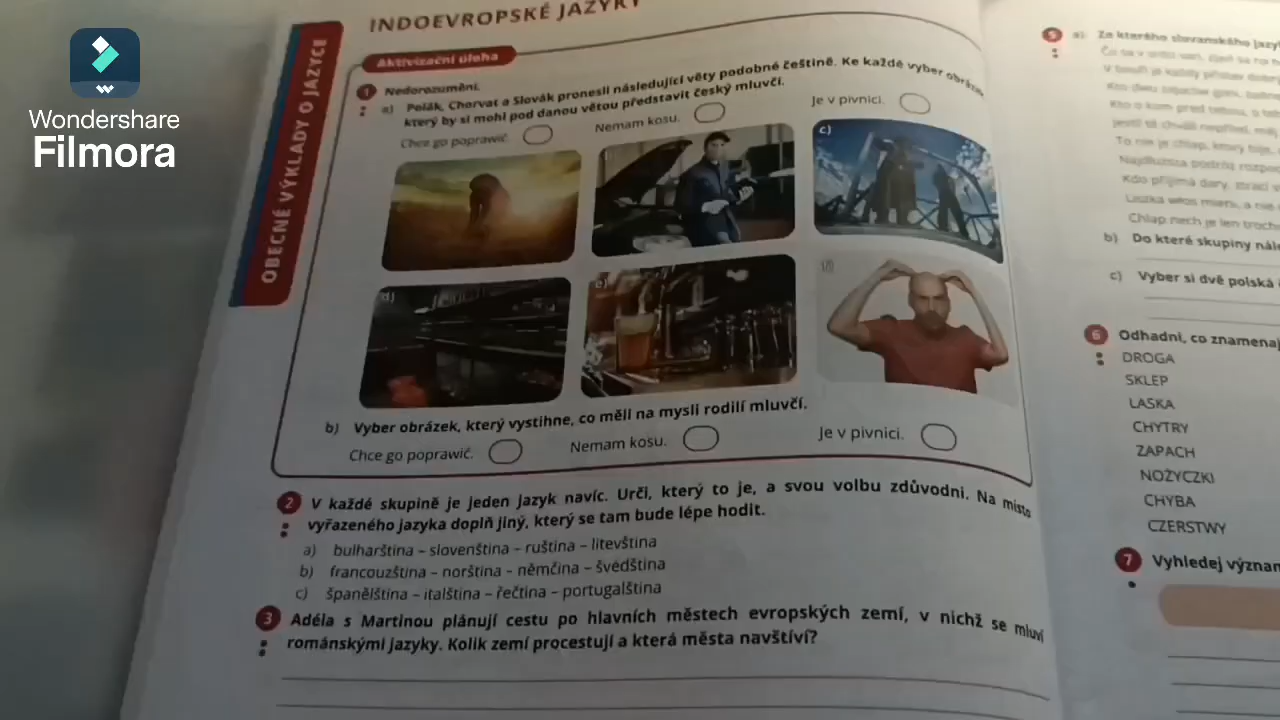 Wondershare
Filmora
INDOEVROPSKÉ JAZYKY
OBECNÉ VÝKLADY O JAZYCE
Aktivizační úloha
1 Nedorozumění.
a) Polák, Chorvat a Slovák pronesli následující věty podobné češtině. Ke každé vyber obrázek,
který by si mohl pod danou větou představit český mluvčí.
Chce go poprawić.
Nemam kosu.
Je v pivnici.
c)
d)
e)
f)
b) Vyber obrázek, který vystihne, co měli na mysli rodilí mluvčí.
Chce go poprawić.
Nemam kosu.
Je v pivnici.
2 V každé skupině je jeden jazyk navíc. Urči, který to je, a svou volbu zdůvodni. Na místo
vyřazeného jazyka doplň jiný, který se tam bude lépe hodit.
a) bulharština – slovenština – ruština – litevština
b) francouzština – norština – němčina – švédština
c) španělština – italština – řečtina – portugalština
3 Adéla s Martinou plánují cestu po hlavních městech evropských zemí, v nichž se mluví
románskými jazyky. Kolik zemí procestují a která města navštíví?
5 a) Ze kterého slovanského
b) Do které skupiny
c) Vyber si dvě polská
6 Odhadni, co
DROGA
SKLEP
LASKA
CHYTRY
ZAPACH
NOŻYCZKI
CHYBA
CZERSTWY
7 Vyhledej